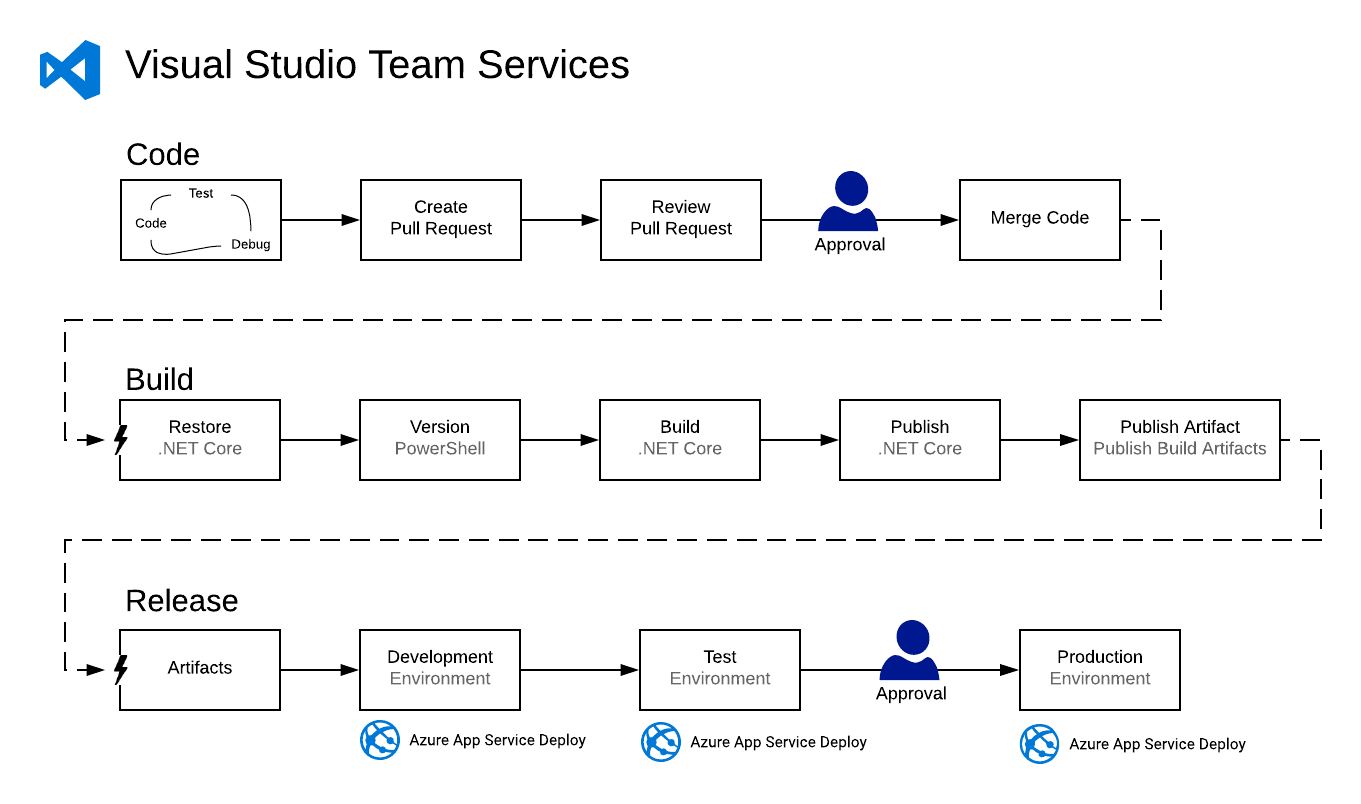 Visual Studio Team Services
Code
Test
Code
Debug
Create
Pull Request
Review
Pull Request
Approval
Merge Code
Build
Restore
.NET Core
Version
PowerShell
Build
.NET Core
Publish
.NET Core
Publish Artifact
Publish Build Artifacts
Release
Artifacts
Development
Environment
Test
Environment
Approval
Production
Environment
Azure App Service Deploy
Azure App Service Deploy
Azure App Service Deploy